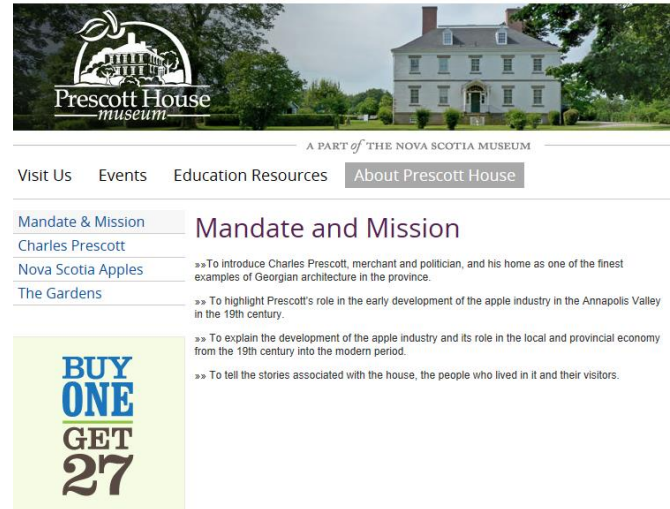 Prescott House
museum
A PART of THE NOVA SCOTIA MUSEUM
Visit Us Events Education Resources About Prescott House
Mandate & Mission
Charles Prescott
Nova Scotia Apples
The Gardens
BUY
ONE
GET
27
Mandate and Mission
»»To introduce Charles Prescott, merchant and politician, and his home as one of the finest
examples of Georgian architecture in the province.
»» To highlight Prescott's role in the early development of the apple industry in the Annapolis Valley
in the 19th century.
»» To explain the development of the apple industry and its role in the local and provincial economy
from the 19th century into the modern period.
»» To tell the stories associated with the house, the people who lived in it and their visitors.